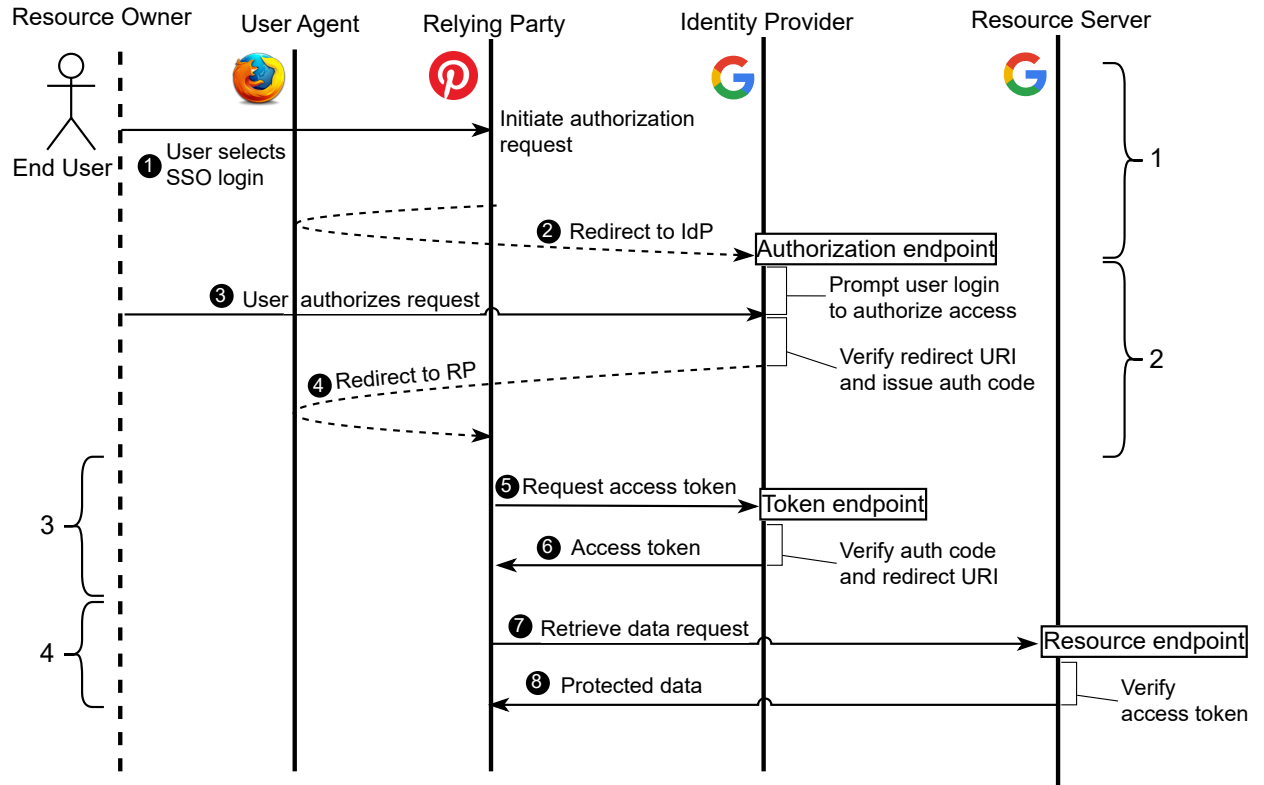 Resource Owner
User Agent
Relying Party
Identity Provider
Resource Server
End User
Initiate authorization
request
1
User selects
SSO login
1
2
Redirect to IdP
Authorization endpoint
Prompt user login
to authorize access
3
User authorizes request
Verify redirect URI
and issue auth code
2
4
Redirect to RP
3
5
Request access token
Token endpoint
6
Access token
Verify auth code
and redirect URI
4
7
Retrieve data request
Resource endpoint
8
Protected data
Verify
access token